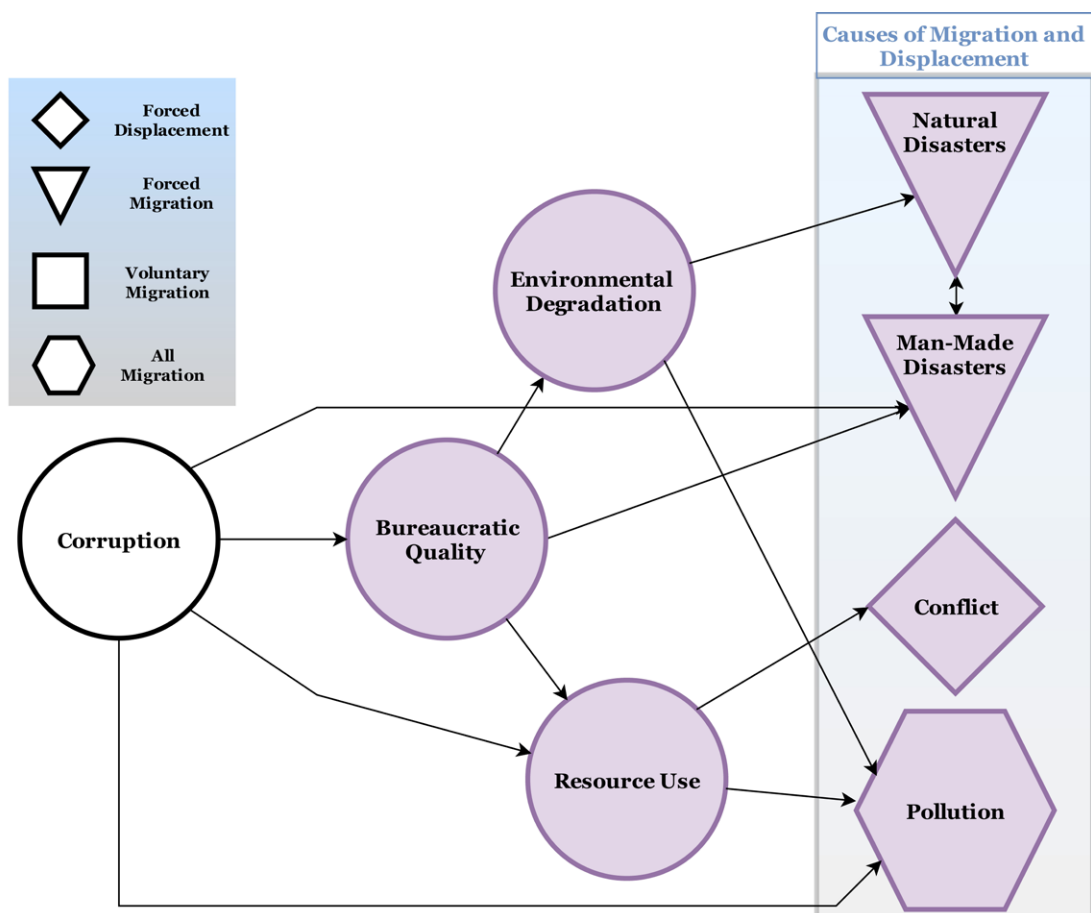 Causes of Migration and
Displacement
Forced
Displacement
Forced
Migration
Voluntary
Migration
All
Migration
Natural
Disasters
Environmental
Degradation
Man-Made
Disasters
Corruption
Bureaucratic
Quality
Conflict
Resource Use
Pollution